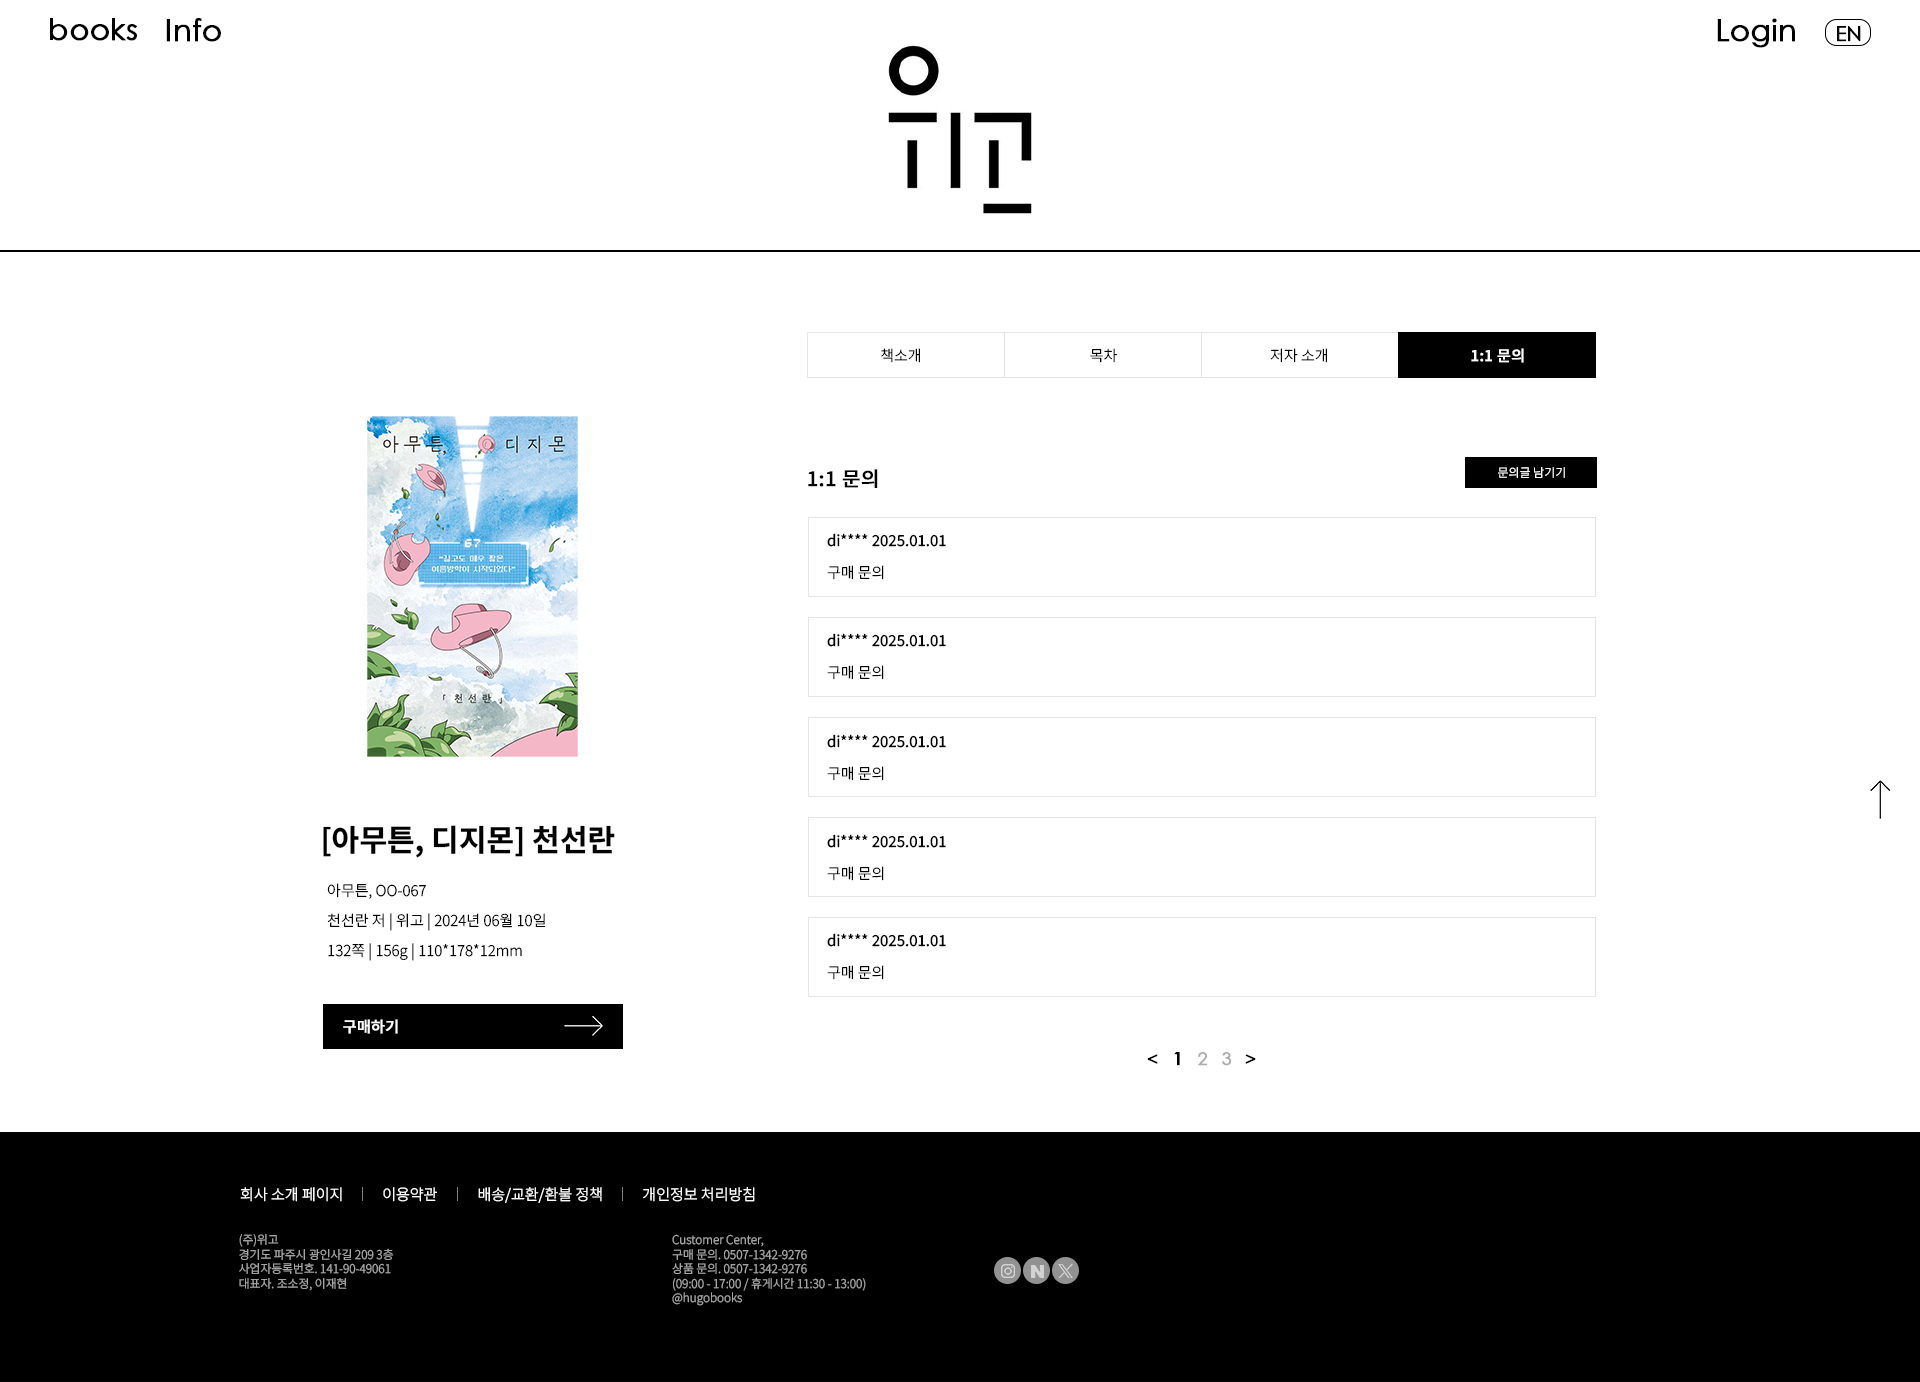 books Info
Login EN
위고
책소개 목차 저자 소개 1:1 문의
아무튼, 디지몬
67
"길고도 매우 짧은
여름방학이 시작되었다"
「천선란」
[아무튼, 디지몬] 천선란
아무튼, OO-067
천선란 저 | 위고 | 2024년 06월 10일
132쪽 | 156g | 110*178*12mm
구매하기
1:1 문의
문의글 남기기
di**** 2025.01.01
구매 문의
di**** 2025.01.01
구매 문의
di**** 2025.01.01
구매 문의
di**** 2025.01.01
구매 문의
di**** 2025.01.01
구매 문의
< 1 2 3 >
회사 소개 페이지 | 이용약관 | 배송/교환/환불 정책 | 개인정보 처리방침
(주)위고
경기도 파주시 광인사길 209 3층
사업자등록번호. 141-90-49061
대표자. 조소정, 이재현
Customer Center,
구매 문의. 0507-1342-9276
상품 문의. 0507-1342-9276
(09:00 - 17:00 / 휴게시간 11:30 - 13:00)
@hugobooks